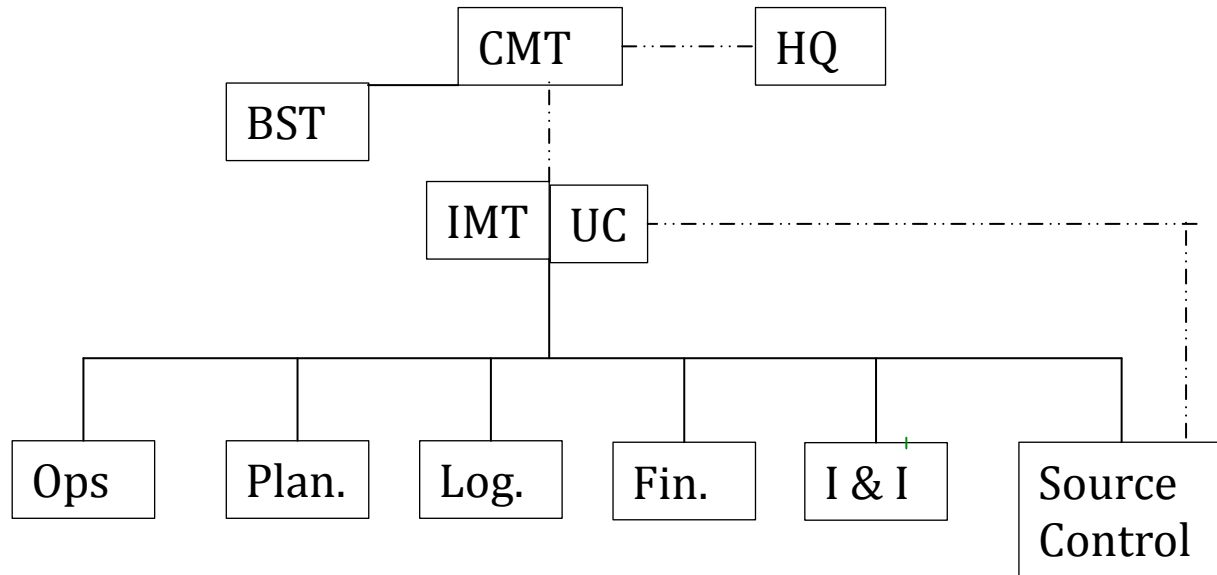 CMT
HQ
BST
IMT
UC
Ops
Plan.
Log.
Fin.
I & I
Source
Control